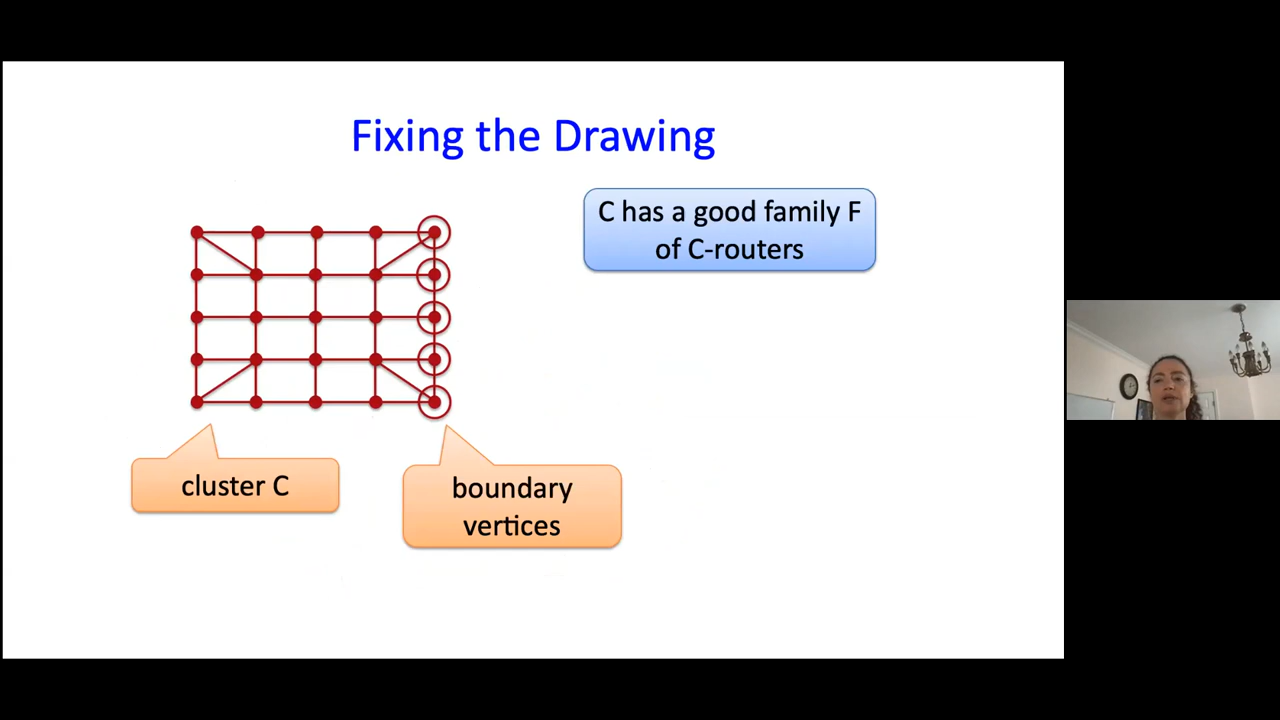 Fixing the Drawing
C has a good family F
of C-routers
cluster C
boundary
vertices